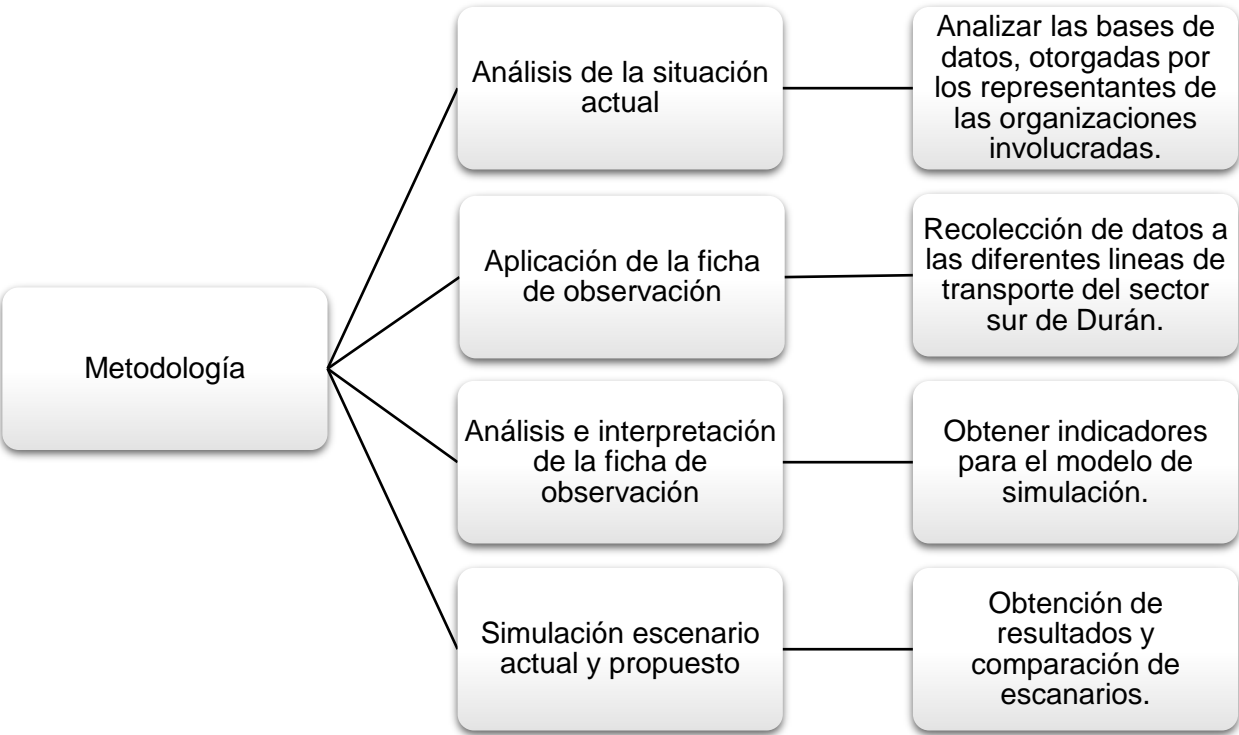 Metodología
Análisis de la situación
actual
Analizar las bases de
datos, otorgadas por
los representantes de
las organizaciones
involucradas.
Aplicación de la ficha
de observación
Recolección de datos a
las diferentes lineas de
transporte del sector
sur de Durán.
Análisis e interpretación
de la ficha de
observación
Obtener indicadores
para el modelo de
simulación.
Simulación escenario
actual y propuesto
Obtención de
resultados y
comparación de
escanarios.